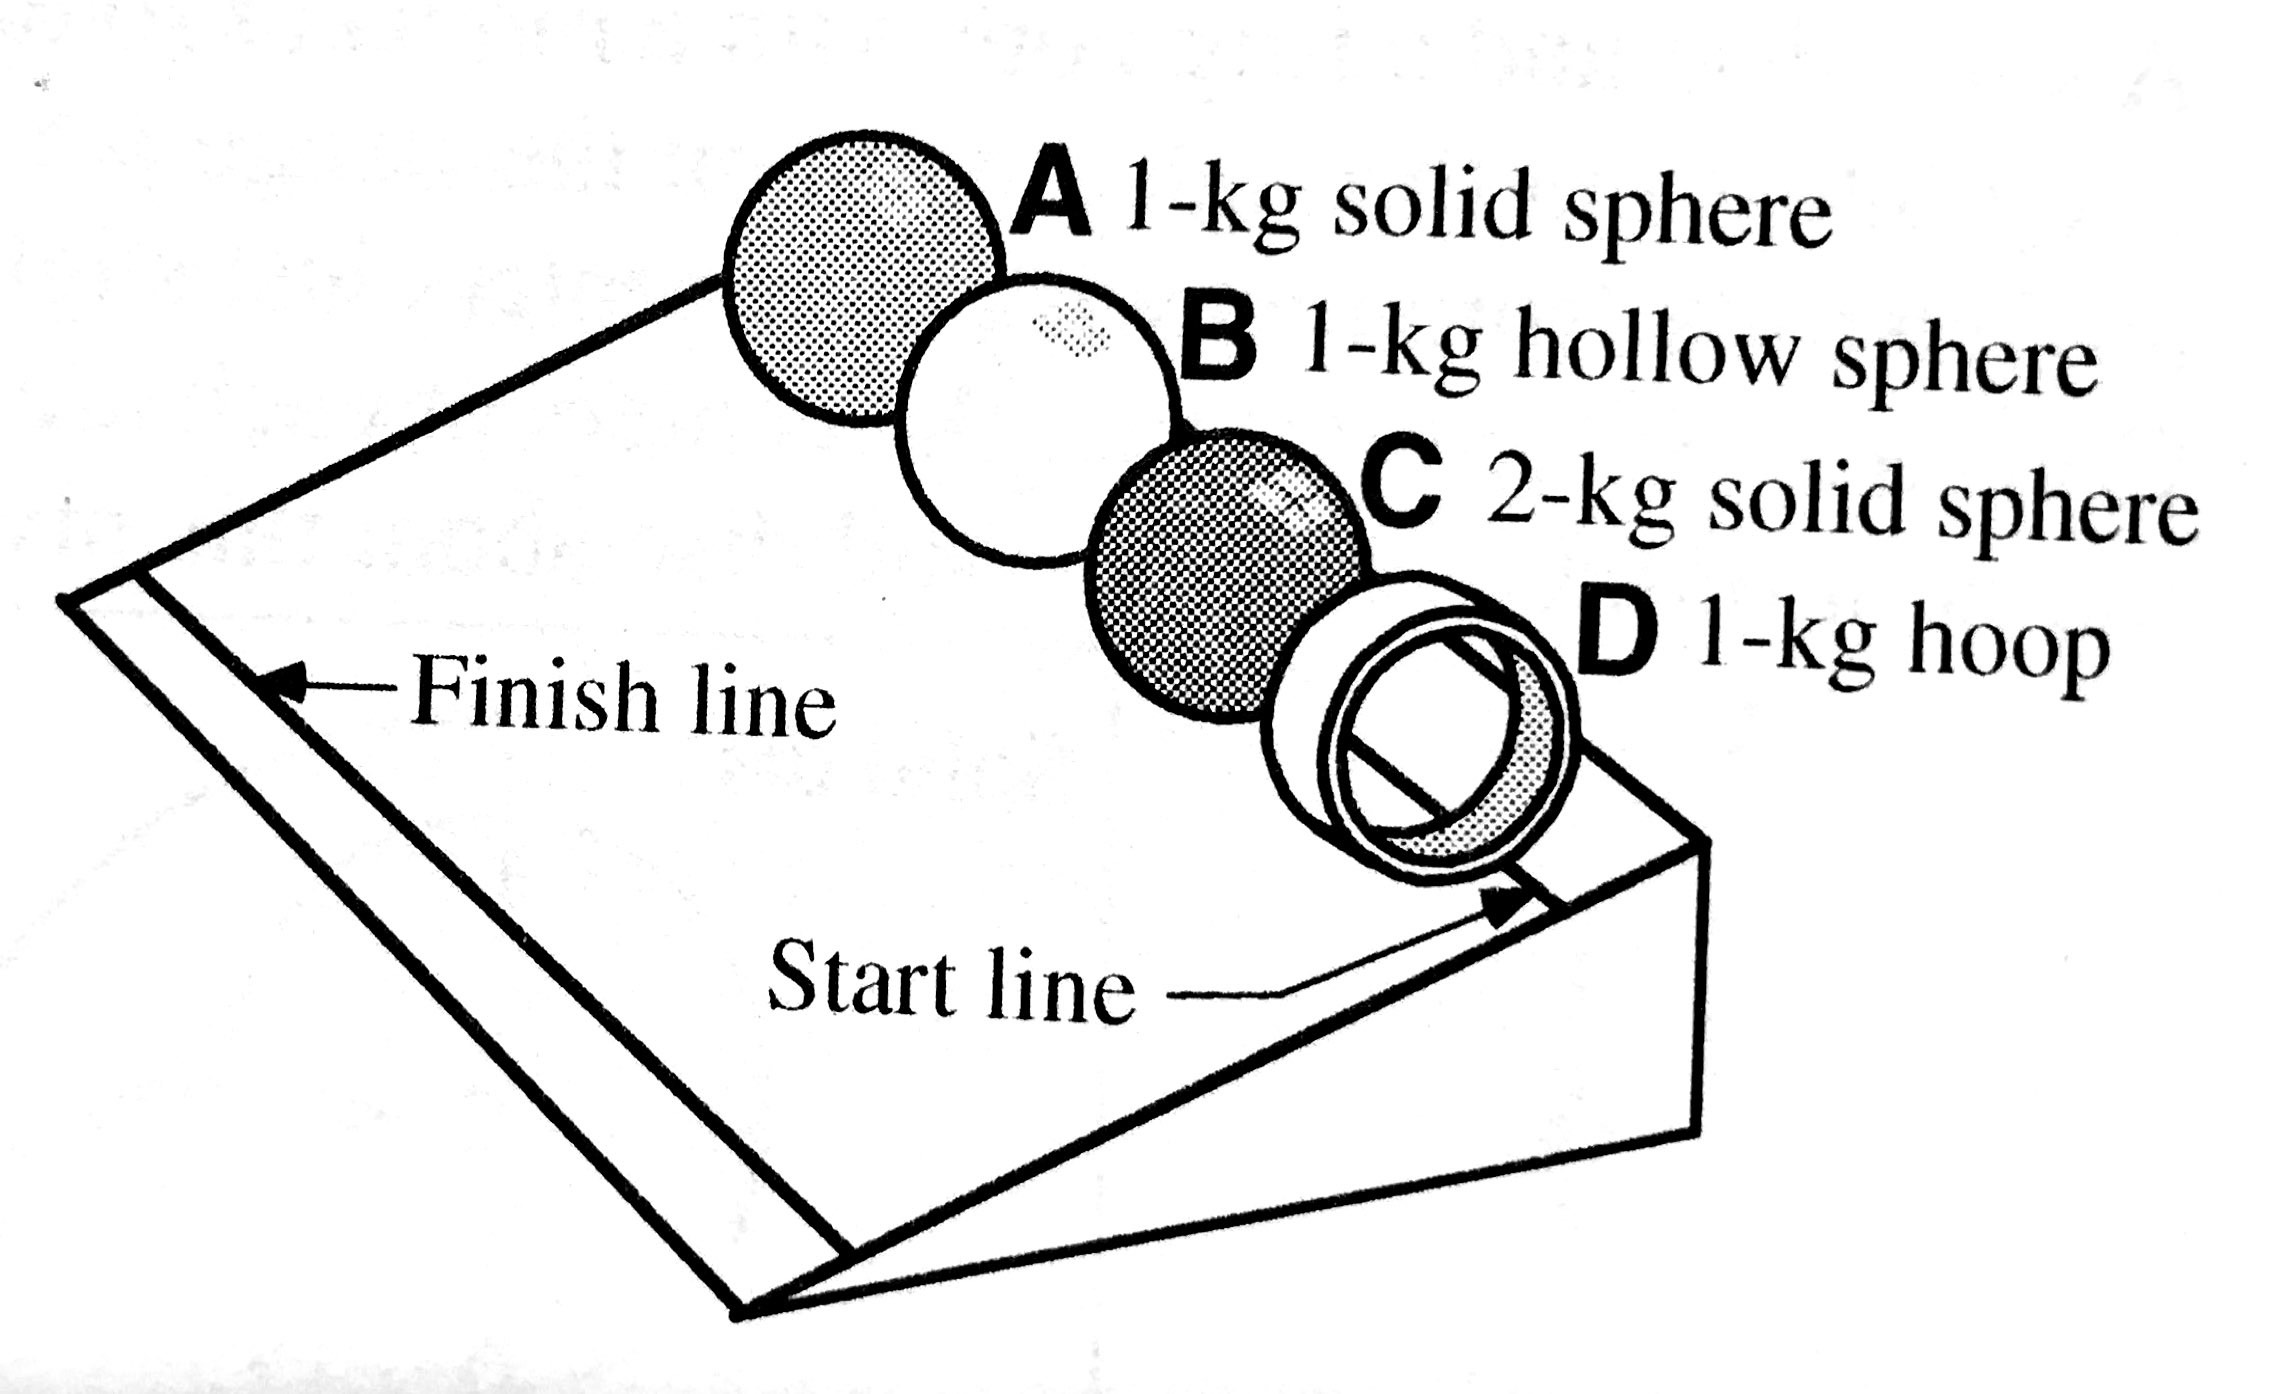 A 1-kg solid sphere
B 1-kg hollow sphere
C 2-kg solid sphere
D 1-kg hoop
Finish line
Start line